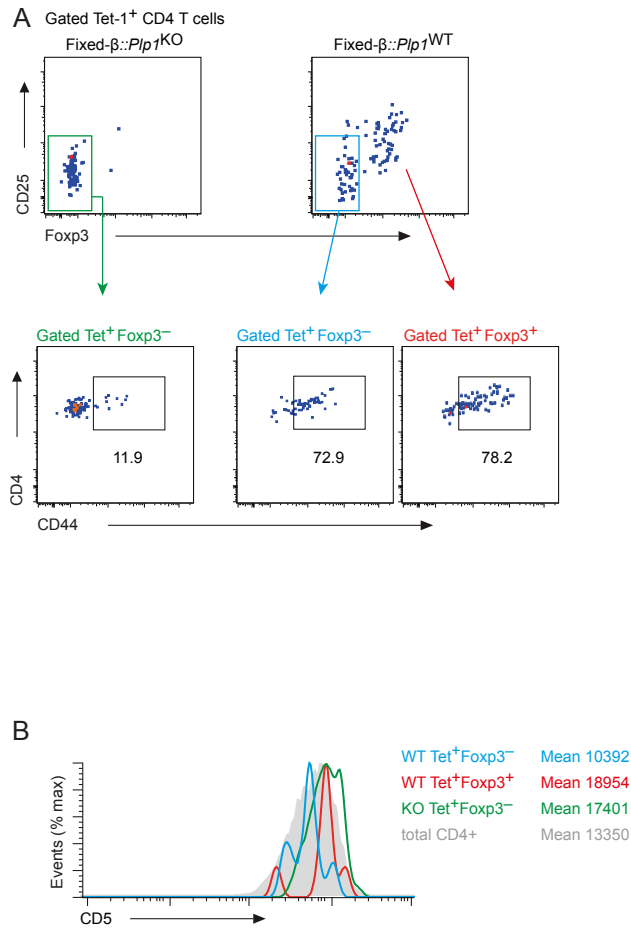 A
Gated Tet-1⁺ CD4 T cells
Fixed-β::Plp1ᴷᴼ
Fixed-β::Plp1ᵂᵀ
CD25
Foxp3
Gated Tet⁺Foxp3⁻
Gated Tet⁺Foxp3⁻
Gated Tet⁺Foxp3⁺
11.9
72.9
78.2
CD4
CD44
B
WT Tet⁺Foxp3⁻ Mean 10392
WT Tet⁺Foxp3⁺ Mean 18954
KO Tet⁺Foxp3⁻ Mean 17401
total CD4+ Mean 13350
Events (% max)
CD5